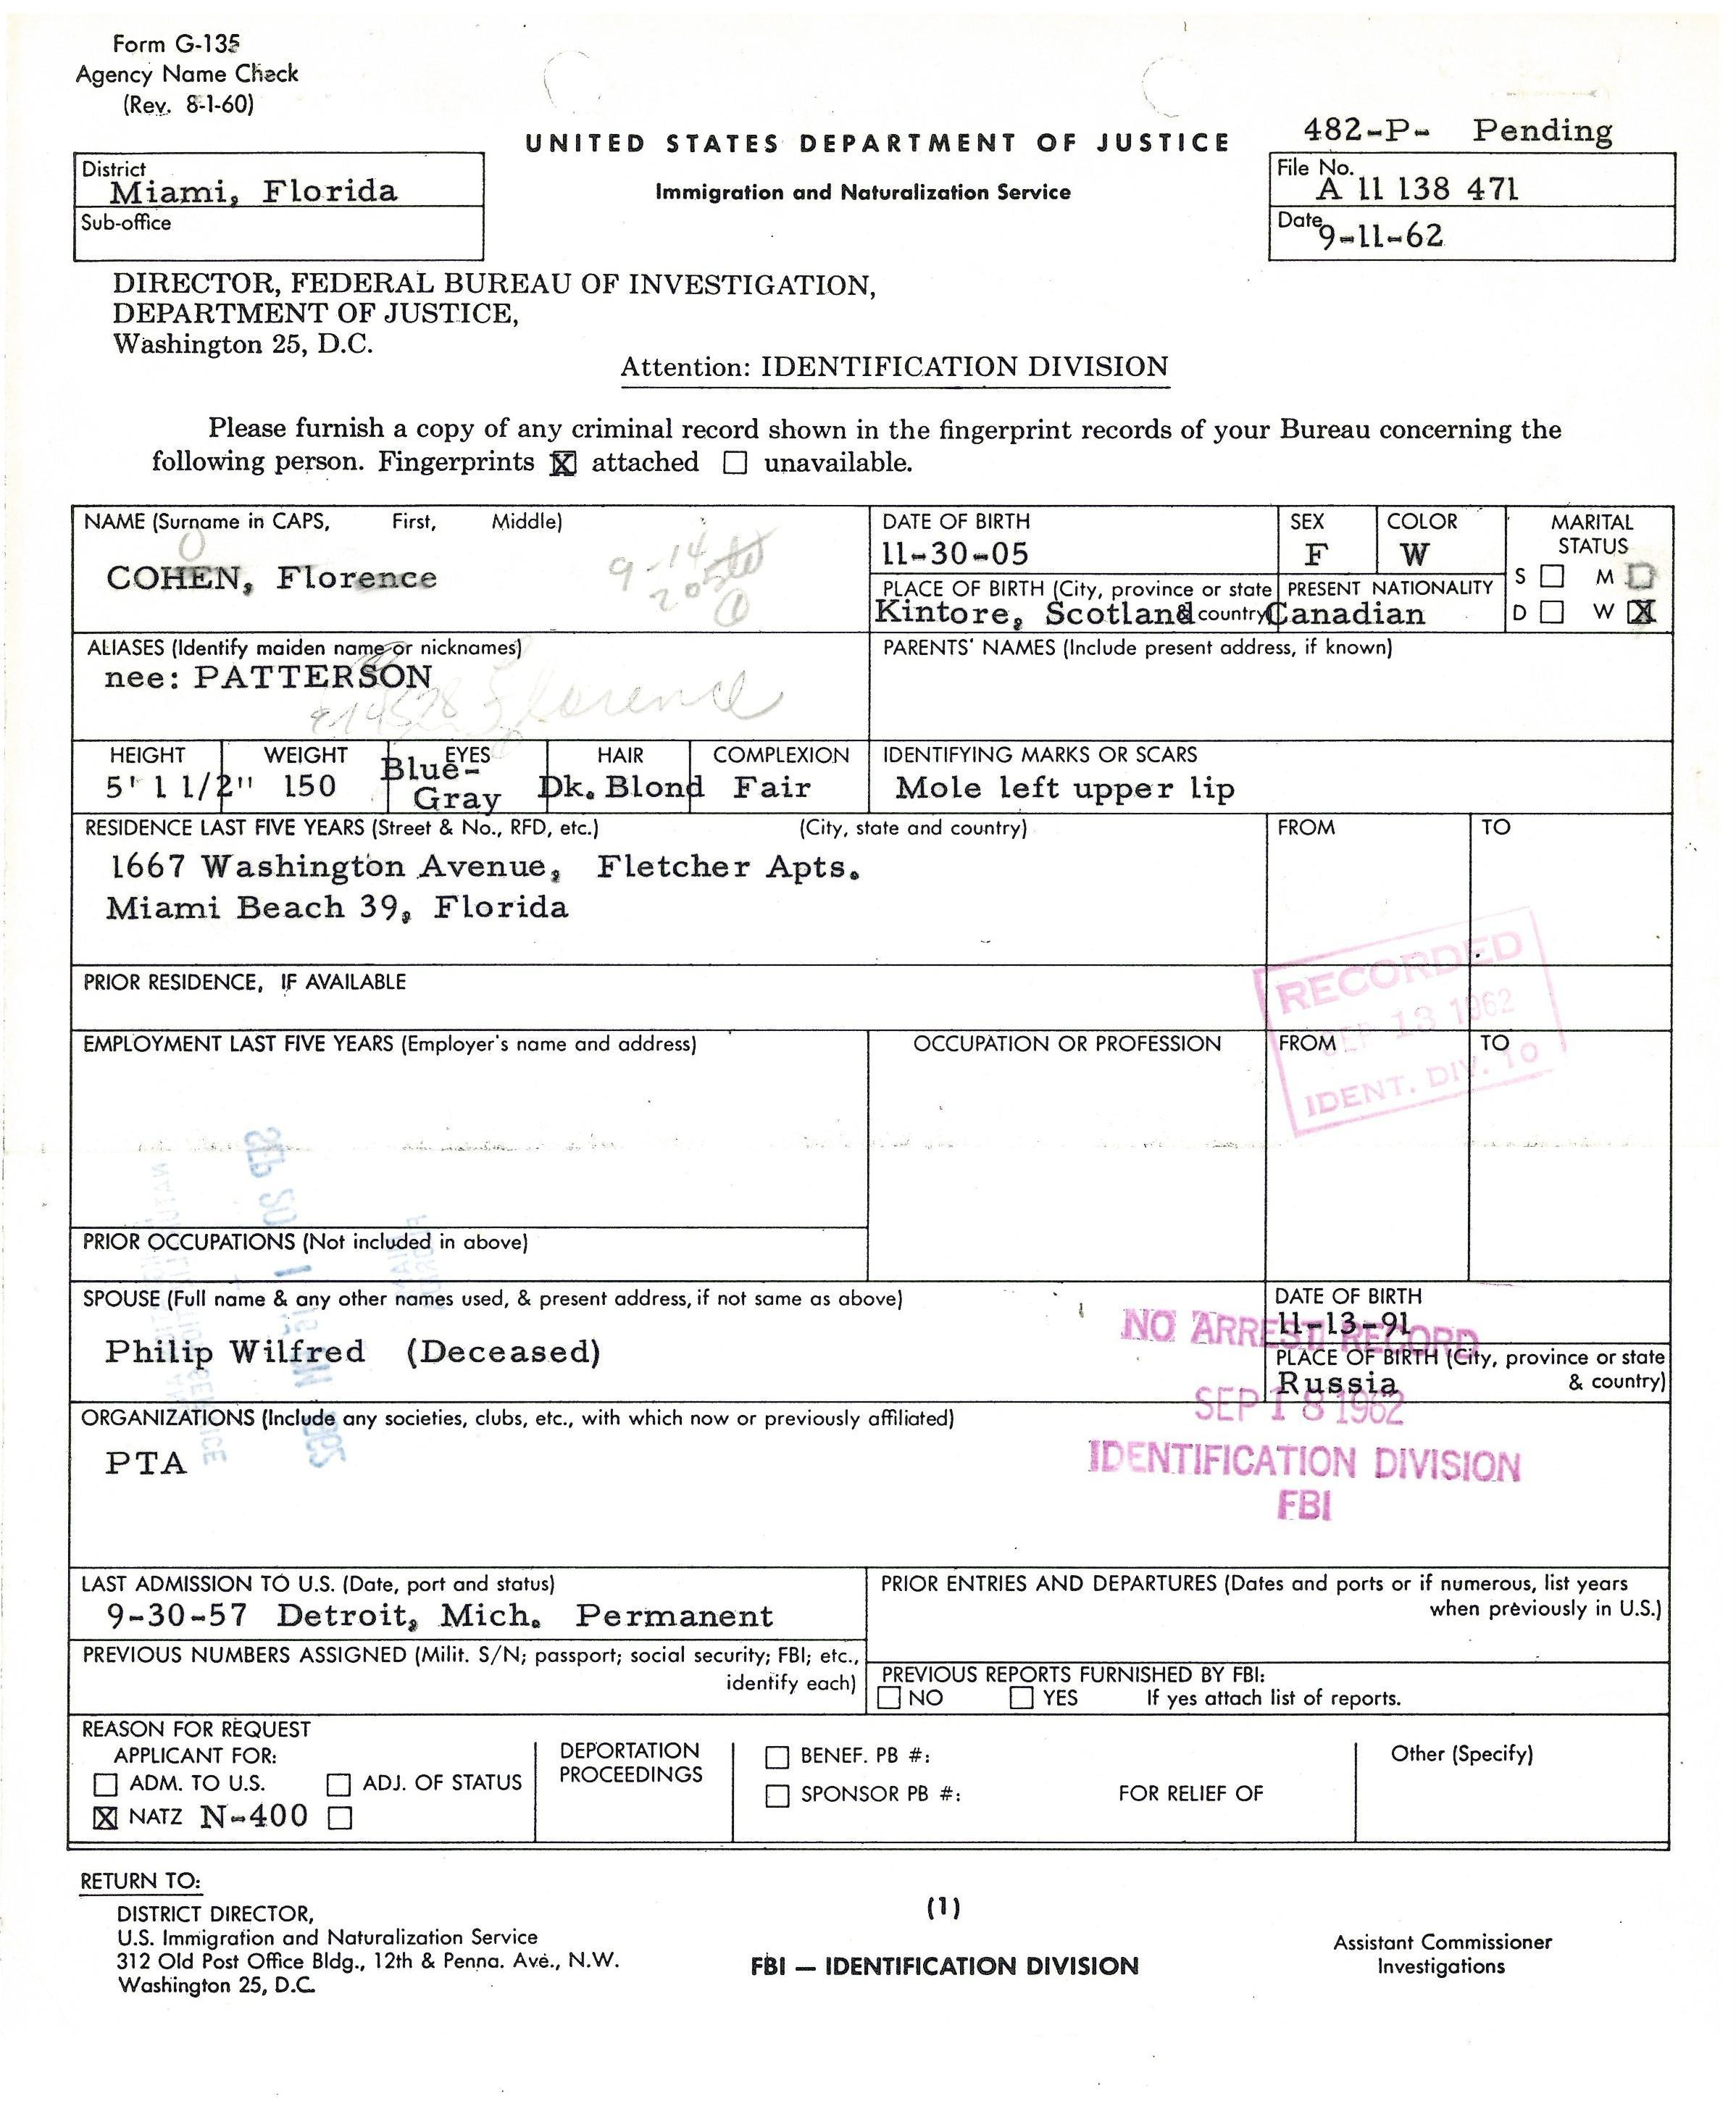 Form G-135
Agency Name Check
(Rev. 8-1-60)
UNITED STATES DEPARTMENT OF JUSTICE
Immigration and Naturalization Service
482-P- Pending
District
Miami, Florida
Sub-office
File No.
A 11 138 471
Date
9-11-62
DIRECTOR, FEDERAL BUREAU OF INVESTIGATION,
DEPARTMENT OF JUSTICE,
Washington 25, D.C.
Attention: IDENTIFICATION DIVISION
Please furnish a copy of any criminal record shown in the fingerprint records of your Bureau concerning the
following person. Fingerprints ☒ attached ☐ unavailable.
NAME (Surname in CAPS, First, Middle)
COHEN, Florence
9-14
DATE OF BIRTH
11-30-05
SEX
F
COLOR
W
MARITAL
STATUS
S ☐ M ☐
D ☐ W ☒
PLACE OF BIRTH (City, province or state
& country)
Kintore, Scotland
PRESENT NATIONALITY
Canadian
ALIASES (Identify maiden name or nicknames)
nee: PATTERSON
Florence
PARENTS' NAMES (Include present address, if known)
HEIGHT
5' 1 1/2"
WEIGHT
150
EYES
Blue-
Gray
HAIR
Dk. Blond
COMPLEXION
Fair
IDENTIFYING MARKS OR SCARS
Mole left upper lip
RESIDENCE LAST FIVE YEARS (Street & No., RFD, etc.) (City, state and country)
FROM
TO
1667 Washington Avenue, Fletcher Apts.
Miami Beach 39, Florida
RECORDED
SEP 13 1962
IDENT. DIV. 10
PRIOR RESIDENCE, IF AVAILABLE
EMPLOYMENT LAST FIVE YEARS (Employer's name and address)
OCCUPATION OR PROFESSION
FROM
TO
PRIOR OCCUPATIONS (Not included in above)
SPOUSE (Full name & any other names used, & present address, if not same as above)
Philip Wilfred (Deceased)
DATE OF BIRTH
11-13-91
PLACE OF BIRTH (City, province or state
& country)
Russia
NO ARREST RECORD
SEP 18 1962
IDENTIFICATION DIVISION
FBI
ORGANIZATIONS (Include any societies, clubs, etc., with which now or previously affiliated)
PTA
LAST ADMISSION TO U.S. (Date, port and status)
9-30-57 Detroit, Mich. Permanent
PRIOR ENTRIES AND DEPARTURES (Dates and ports or if numerous, list years
when previously in U.S.)
PREVIOUS NUMBERS ASSIGNED (Milit. S/N; passport; social security; FBI; etc.,
identify each)
PREVIOUS REPORTS FURNISHED BY FBI:
☐ NO ☐ YES If yes attach list of reports.
REASON FOR REQUEST
APPLICANT FOR:
☐ ADM. TO U.S. ☐ ADJ. OF STATUS
☒ NATZ N-400 ☐
DEPORTATION
PROCEEDINGS
☐ BENEF. PB #:
☐ SPONSOR PB #: FOR RELIEF OF
Other (Specify)
RETURN TO:
DISTRICT DIRECTOR,
U.S. Immigration and Naturalization Service
312 Old Post Office Bldg., 12th & Penna. Ave., N.W.
Washington 25, D.C.
(1)
FBI — IDENTIFICATION DIVISION
Assistant Commissioner
Investigations